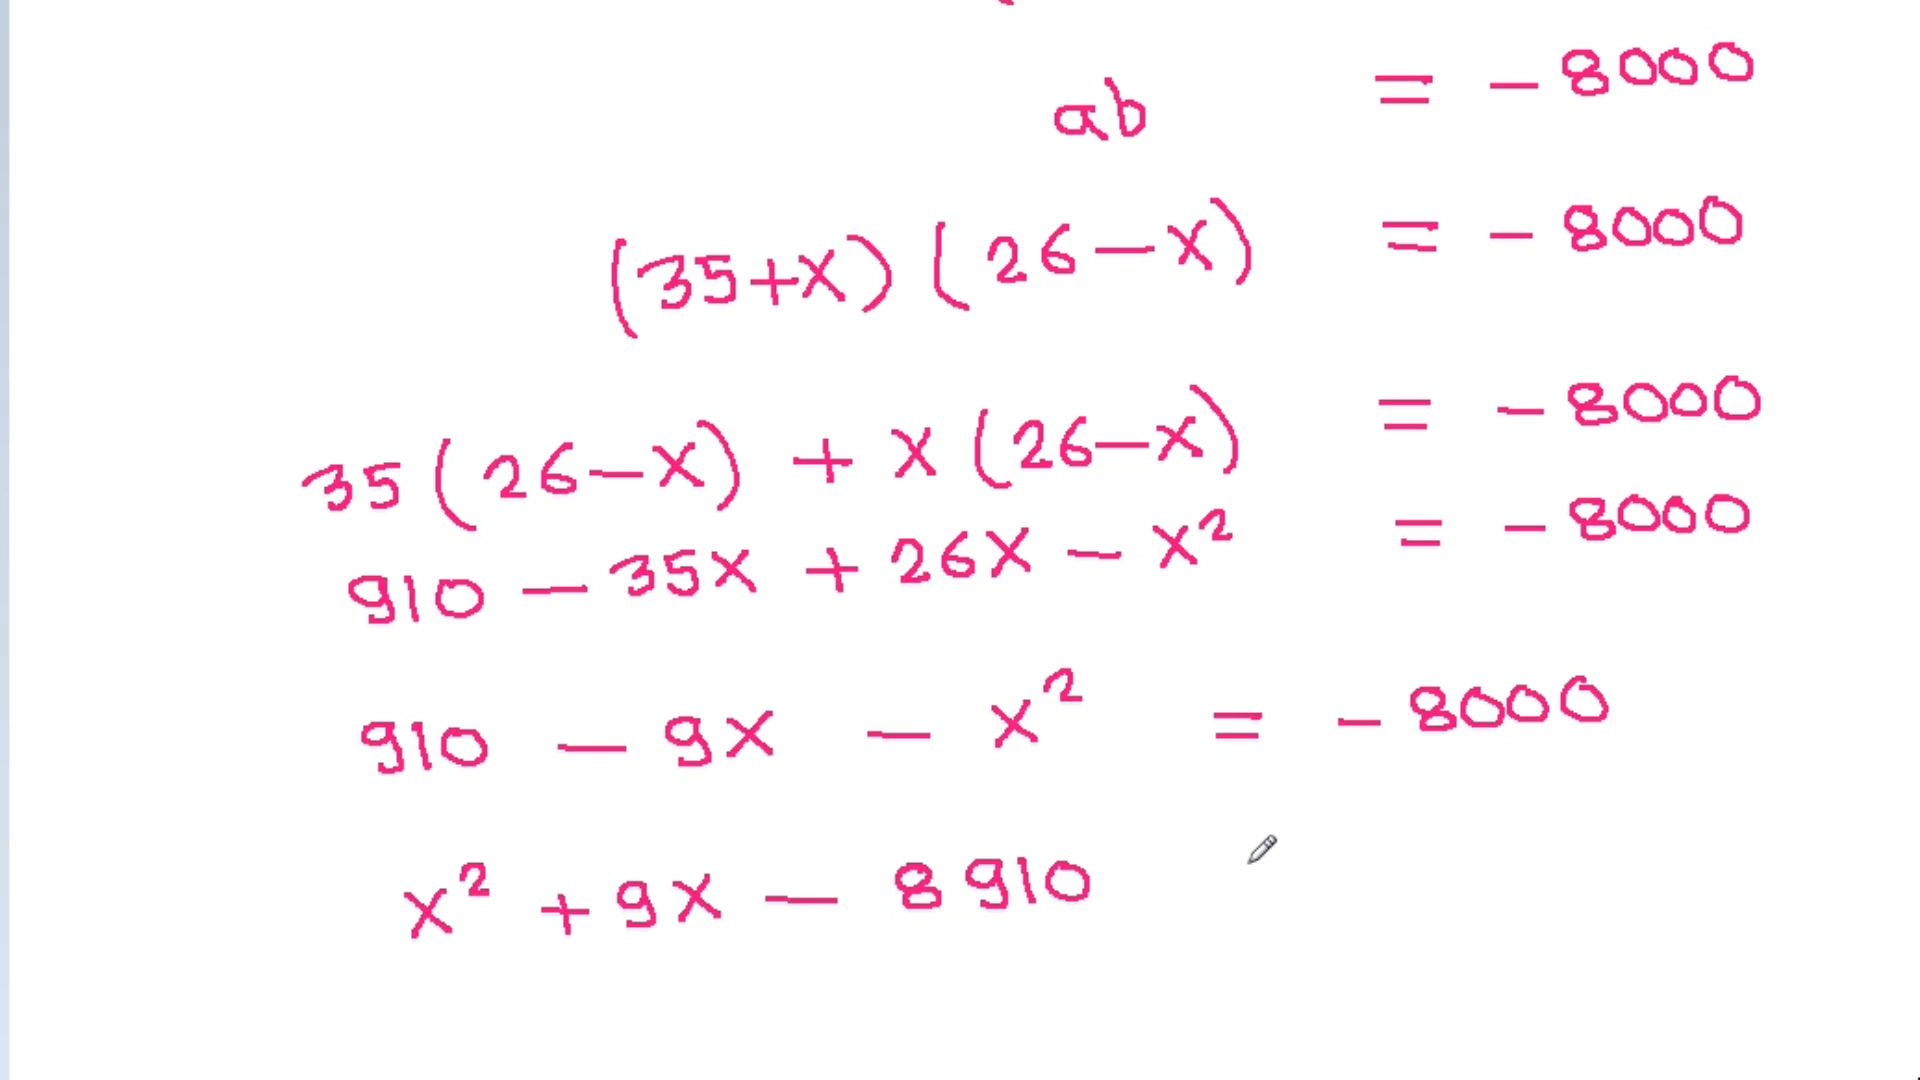 ab = - 8000
(35+x) (26-x) = - 8000
35 (26-x) + x (26-x) = - 8000
910 - 35x + 26x - x² = - 8000
910 - 9x - x² = - 8000
x² + 9x - 8910